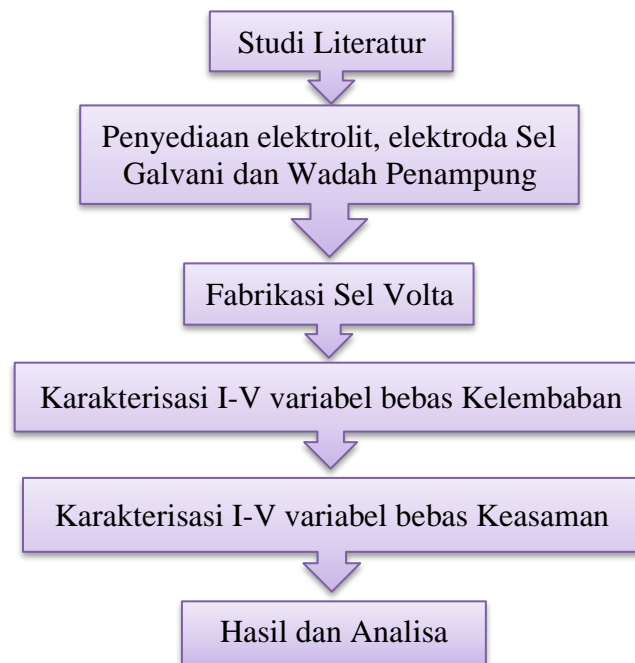 Studi Literatur
Penyediaan elektrolit, elektroda Sel
Galvani dan Wadah Penampung
Fabrikasi Sel Volta
Karakterisasi I-V variabel bebas Kelembaban
Karakterisasi I-V variabel bebas Keasaman
Hasil dan Analisa